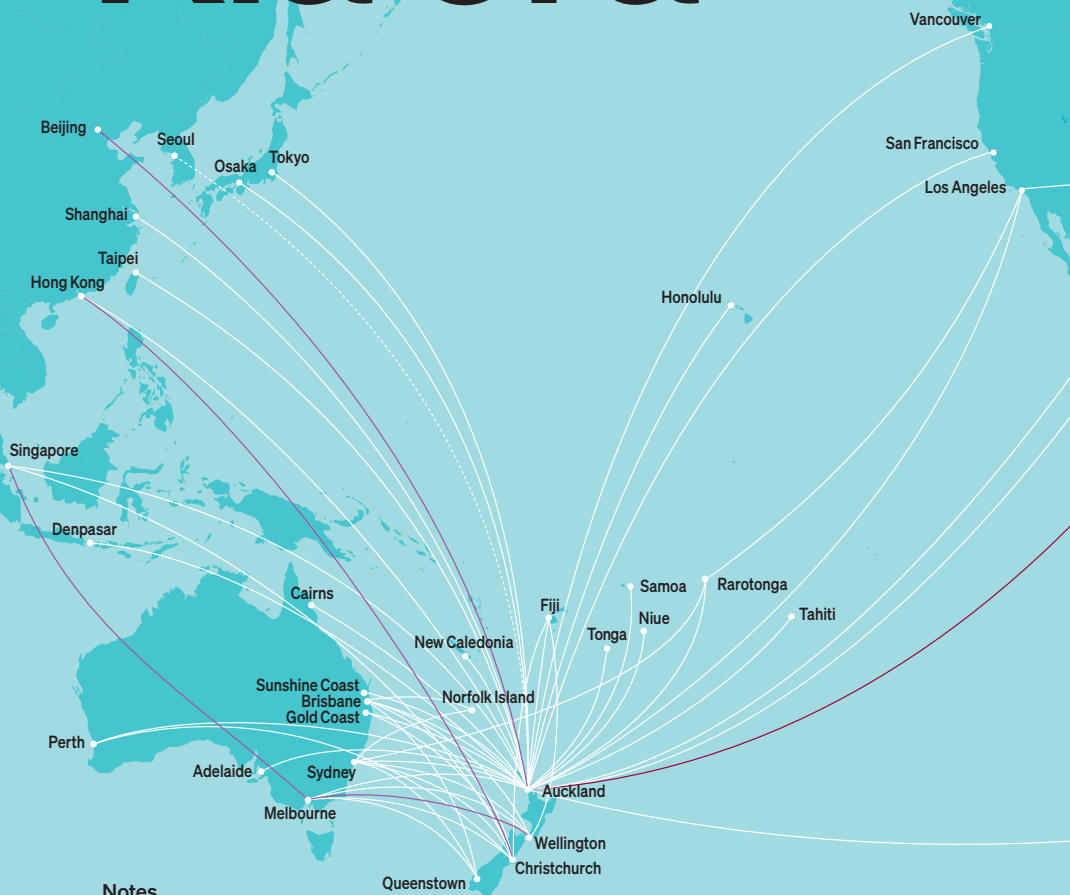 Vancouver
Beijing
Seoul
San Francisco
Osaka
Tokyo
Los Angeles
Shanghai
Taipei
Hong Kong
Honolulu
Singapore
Denpasar
Cairns
Samoa
Rarotonga
Fiji
Niue
Tahiti
Tonga
New Caledonia
Sunshine Coast
Brisbane
Norfolk Island
Gold Coast
Perth
Adelaide
Sydney
Auckland
Melbourne
Wellington
Christchurch
Queenstown
Notes